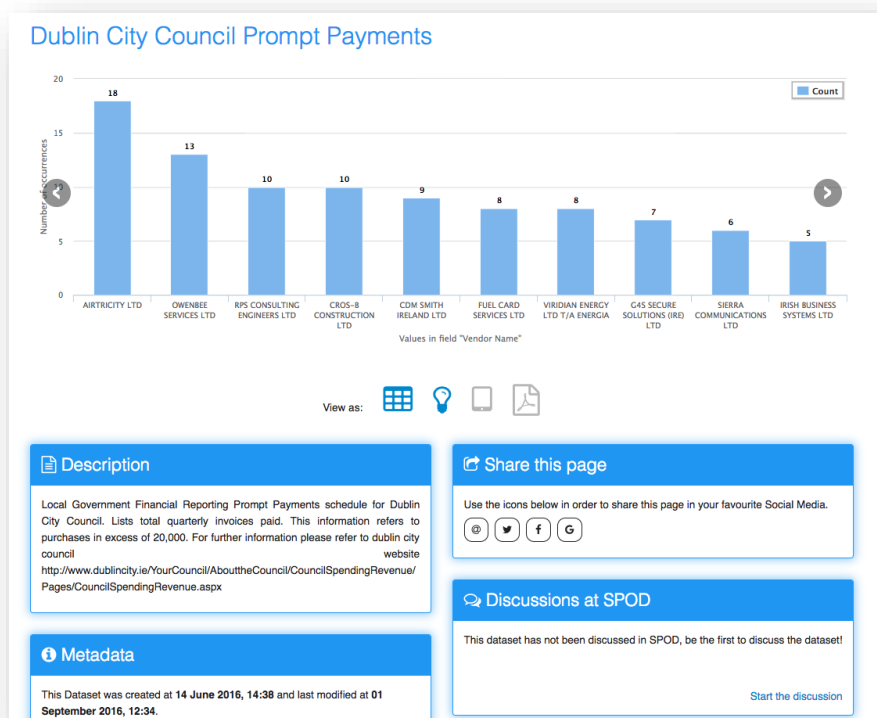 Dublin City Council Prompt Payments
20
15
10
5
0
Number of occurrences
Count
18
13
10
10
9
8
8
7
6
5
AIRTRICITY LTD
OWENBEE
SERVICES LTD
RPS CONSULTING
ENGINEERS LTD
CROS-B
CONSTRUCTION
LTD
CDM SMITH
IRELAND LTD
FUEL CARD
SERVICES LTD
VIRIDIAN ENERGY
LTD T/A ENERGIA
G4S SECURE
SOLUTIONS (IRE)
LTD
SIERRA
COMMUNICATIONS
LTD
IRISH BUSINESS
SYSTEMS LTD
Values in field "Vendor Name"
View as:
Description
Local Government Financial Reporting Prompt Payments schedule for Dublin
City Council. Lists total quarterly invoices paid. This information refers to
purchases in excess of 20,000. For further information please refer to dublin city
council website
http://www.dublincity.ie/YourCouncil/AbouttheCouncil/CouncilSpendingRevenue/
Pages/CouncilSpendingRevenue.aspx
Metadata
This Dataset was created at 14 June 2016, 14:38 and last modified at 01
September 2016, 12:34.
Share this page
Use the icons below in order to share this page in your favourite Social Media.
@ f G
Discussions at SPOD
This dataset has not been discussed in SPOD, be the first to discuss the dataset!
Start the discussion